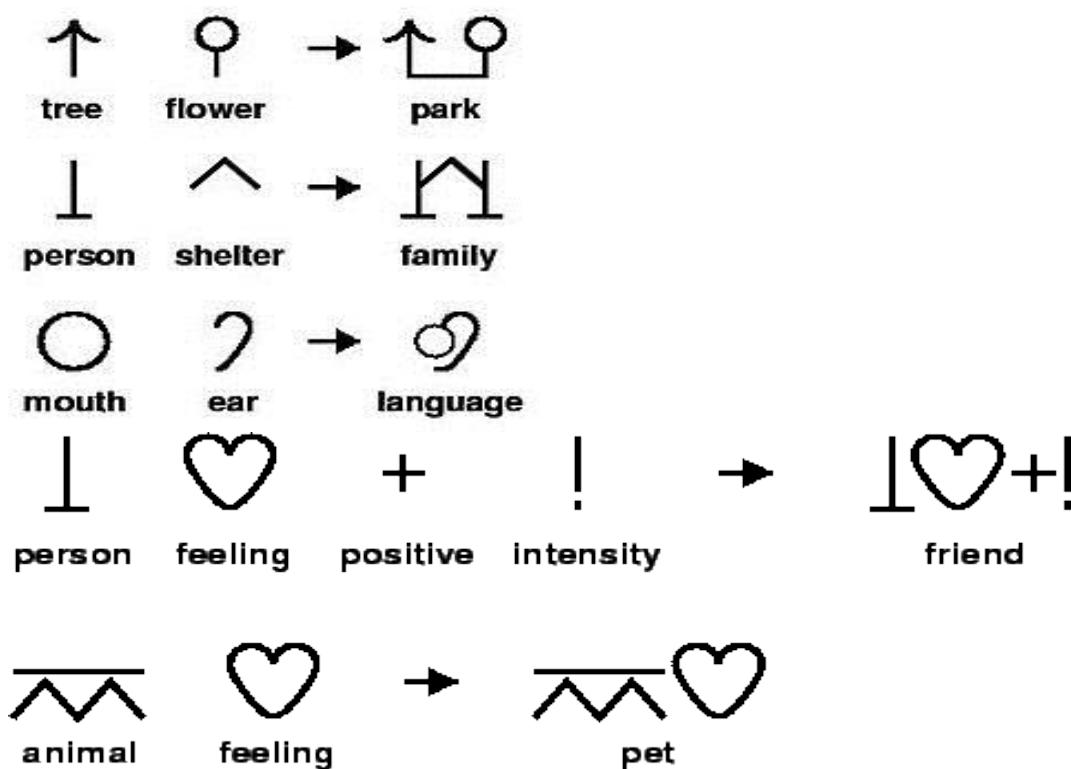 tree flower park
person shelter family
mouth ear language
person feeling positive intensity friend
animal feeling pet